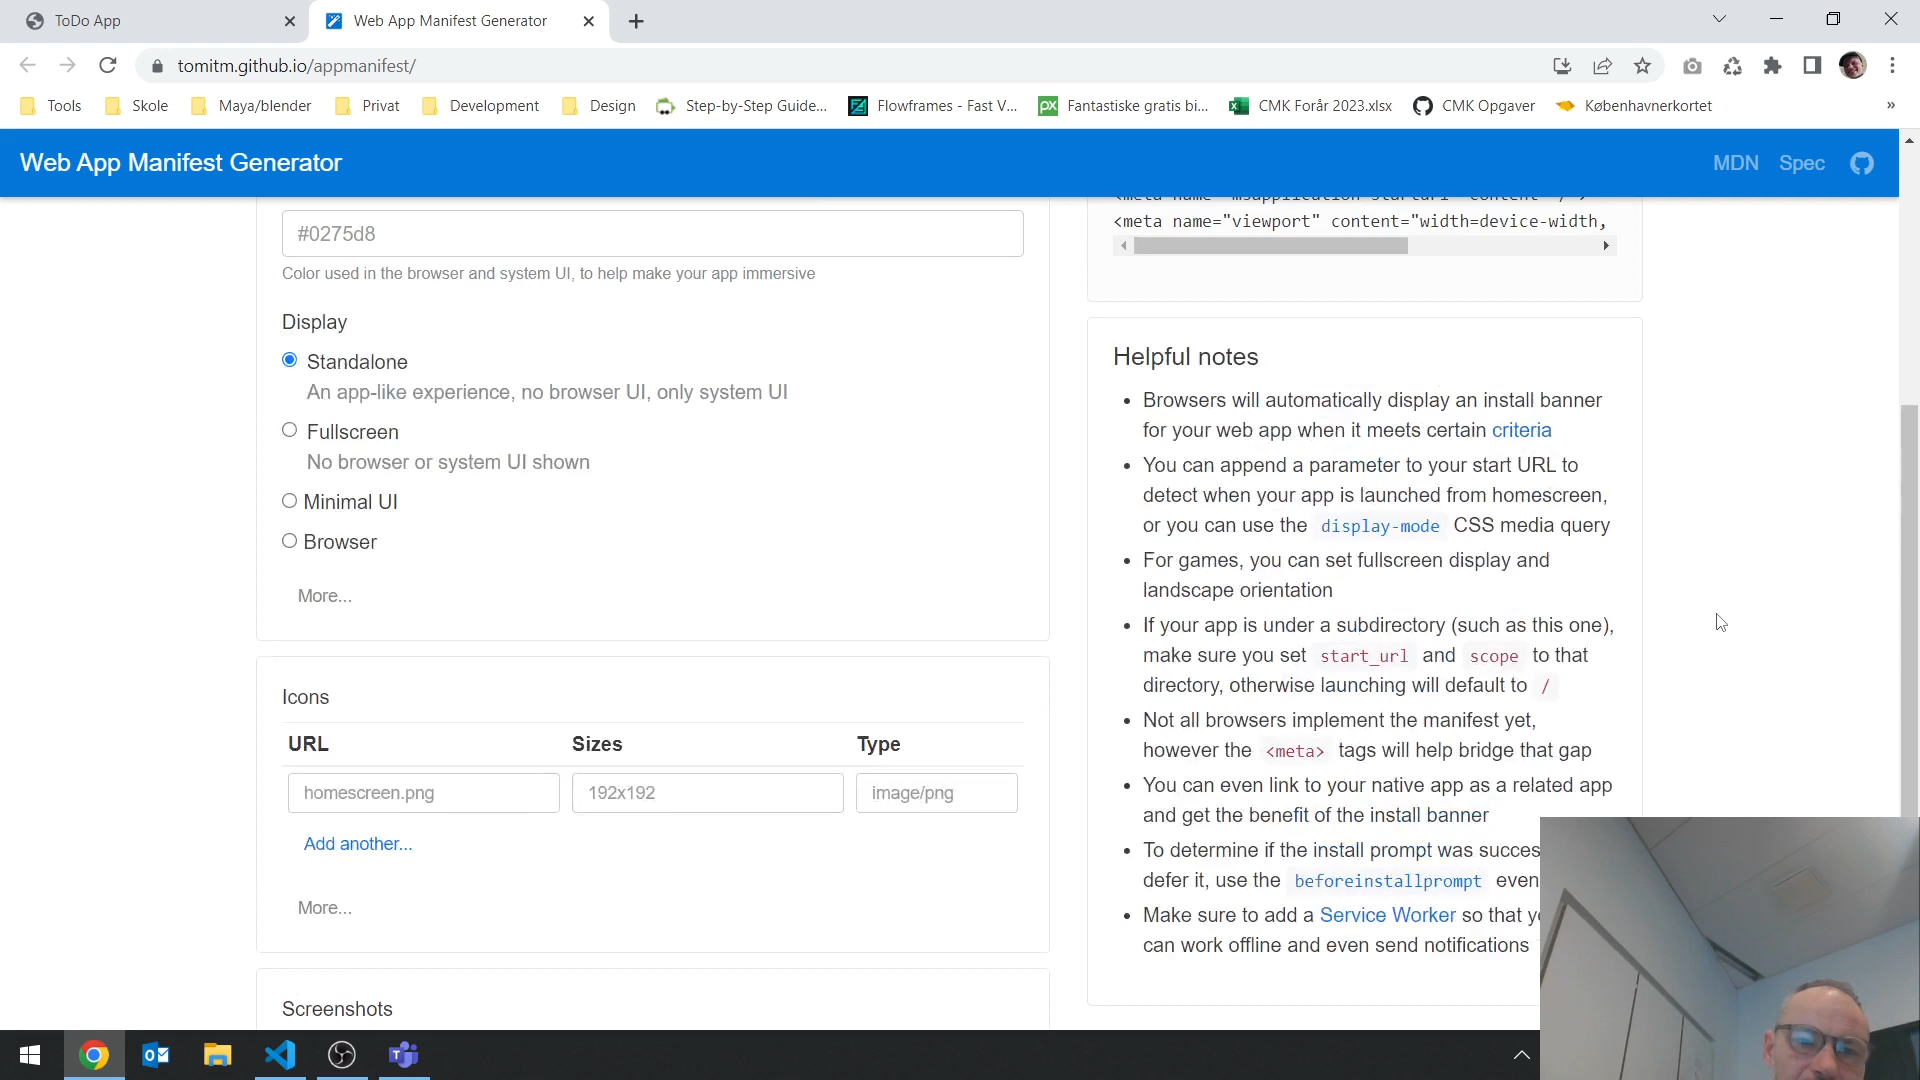 ToDo App
Web App Manifest Generator
tomitm.github.io/appmanifest/
Tools
Skole
Maya/blender
Privat
Development
Design
Step-by-Step Guide...
Flowframes - Fast V...
px
Fantastiske gratis bi...
CMK Forår 2023.xlsx
CMK Opgaver
Københavnerkortet
»
Web App Manifest Generator
MDN
Spec
#0275d8
Color used in the browser and system UI, to help make your app immersive
Display
Standalone
An app-like experience, no browser UI, only system UI
Fullscreen
No browser or system UI shown
Minimal UI
Browser
More...
Icons
URL
Sizes
Type
homescreen.png
192x192
image/png
Add another...
More...
Screenshots
<meta name="viewport" content="width=device-width,
Helpful notes
• Browsers will automatically display an install banner
for your web app when it meets certain criteria
• You can append a parameter to your start URL to
detect when your app is launched from homescreen,
or you can use the display-mode CSS media query
• For games, you can set fullscreen display and
landscape orientation
• If your app is under a subdirectory (such as this one),
make sure you set start_url and scope to that
directory, otherwise launching will default to /
• Not all browsers implement the manifest yet,
however the <meta> tags will help bridge that gap
• You can even link to your native app as a related app
and get the benefit of the install banner
• To determine if the install prompt was succes
defer it, use the beforeinstallprompt even
• Make sure to add a Service Worker so that y
can work offline and even send notifications